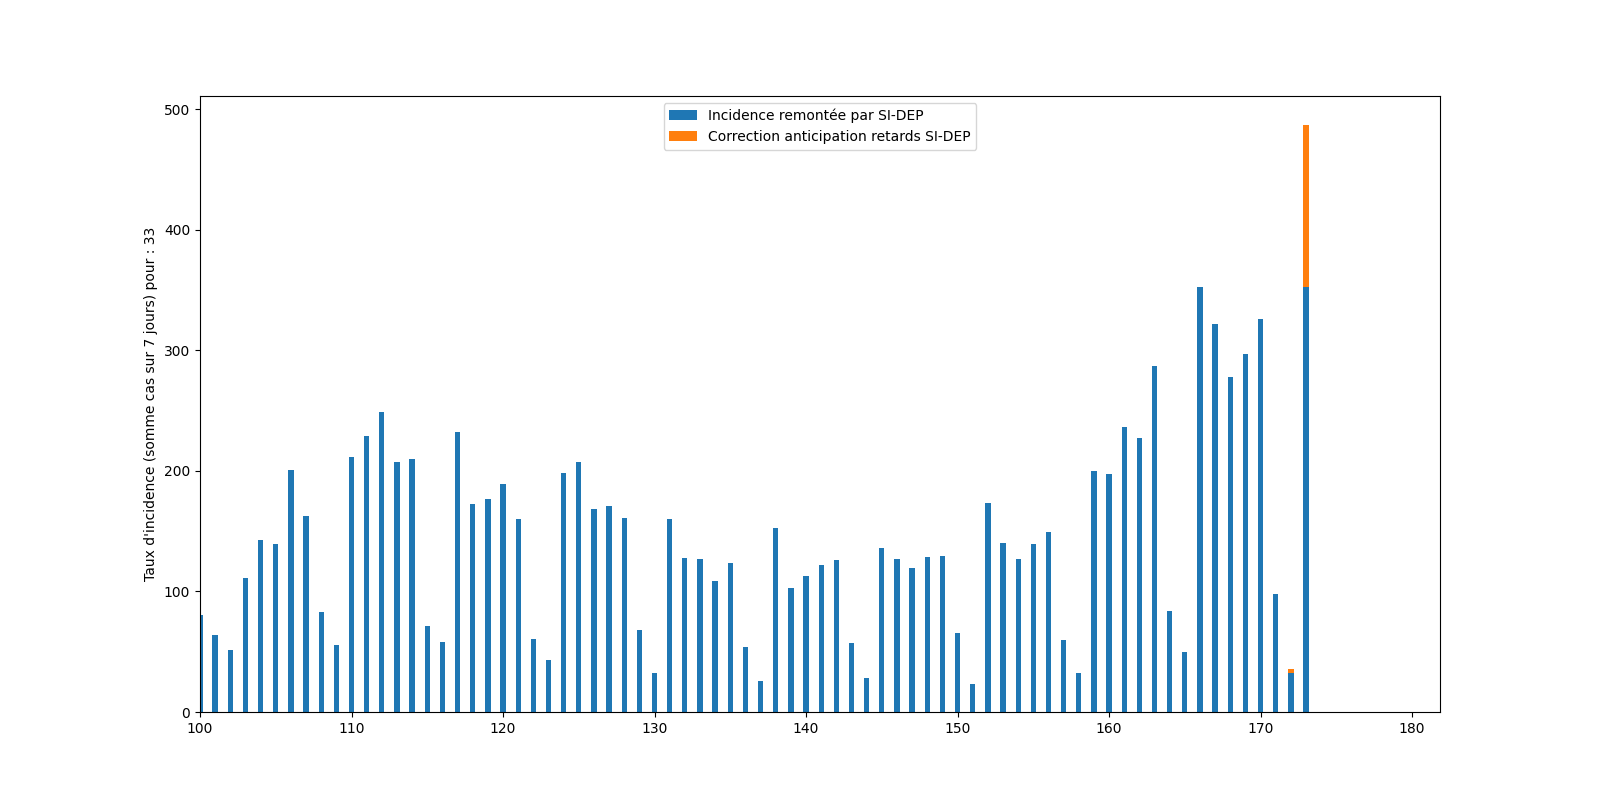 Incidence remontée par SI-DEP
Correction anticipation retards SI-DEP
Taux d'incidence (somme cas sur 7 jours) pour : 33
500
400
300
200
100
0
100 110 120 130 140 150 160 170 180